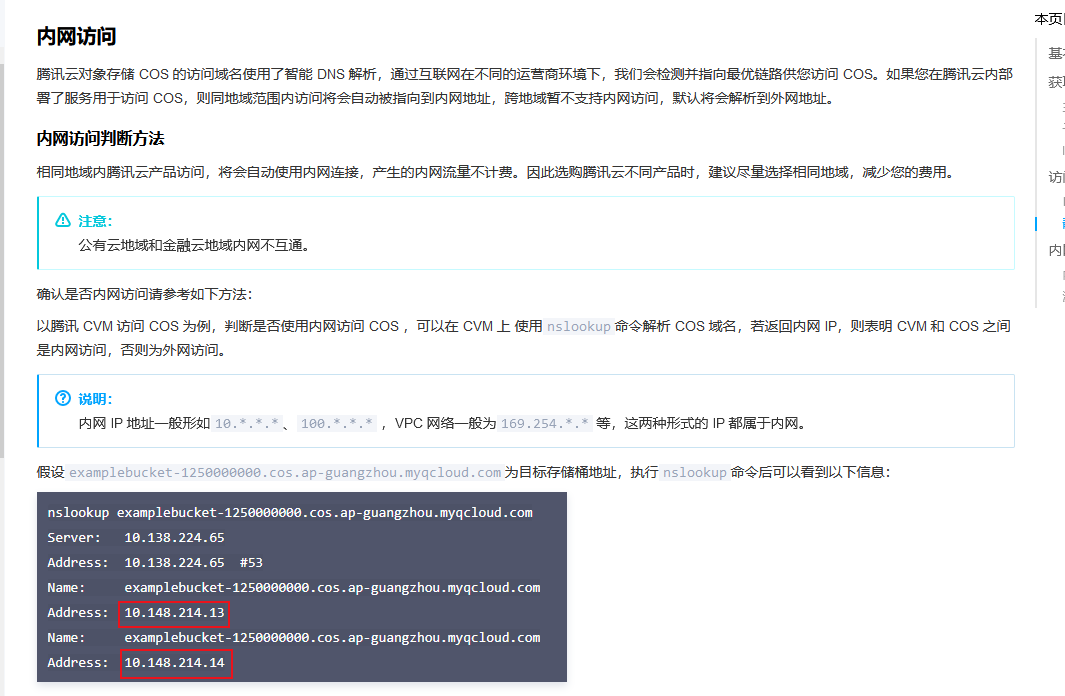 内网访问
本页目
腾讯云对象存储 COS 的访问域名使用了智能 DNS 解析，通过互联网在不同的运营商环境下，我们会检测并指向最优链路供您访问 COS。如果您在腾讯云内部
署了服务用于访问 COS，则同地域范围内访问将会自动被指向到内网地址，跨地域暂不支持内网访问，默认将会解析到外网地址。
内网访问判断方法
相同地域内腾讯云产品访问，将会自动使用内网连接，产生的内网流量不计费。因此选购腾讯云不同产品时，建议尽量选择相同地域，减少您的费用。
注意：
公有云地域和金融云地域内网不互通。
确认是否内网访问请参考如下方法：
以腾讯 CVM 访问 COS 为例，判断是否使用内网访问 COS ，可以在 CVM 上 使用 nslookup 命令解析 COS 域名，若返回内网 IP，则表明 CVM 和 COS 之间
是内网访问，否则为外网访问。
说明：
内网 IP 地址一般形如 10.*.*.* 、 100.*.*.* ，VPC 网络一般为 169.254.*.* 等，这两种形式的 IP 都属于内网。
假设 examplebucket-1250000000.cos.ap-guangzhou.myqcloud.com 为目标存储桶地址，执行 nslookup 命令后可以看到以下信息：
nslookup examplebucket-1250000000.cos.ap-guangzhou.myqcloud.com
Server: 10.138.224.65
Address: 10.138.224.65 #53
Name: examplebucket-1250000000.cos.ap-guangzhou.myqcloud.com
Address: 10.148.214.13
Name: examplebucket-1250000000.cos.ap-guangzhou.myqcloud.com
Address: 10.148.214.14